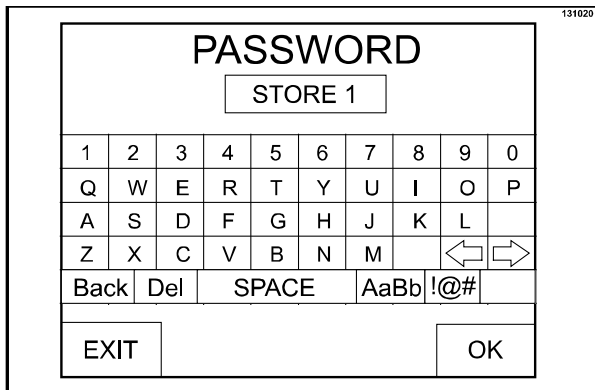 131020
PASSWORD
STORE 1
1 2 3 4 5 6 7 8 9 0
Q W E R T Y U I O P
A S D F G H J K L
Z X C V B N M
Back Del SPACE AaBb !@#
EXIT OK